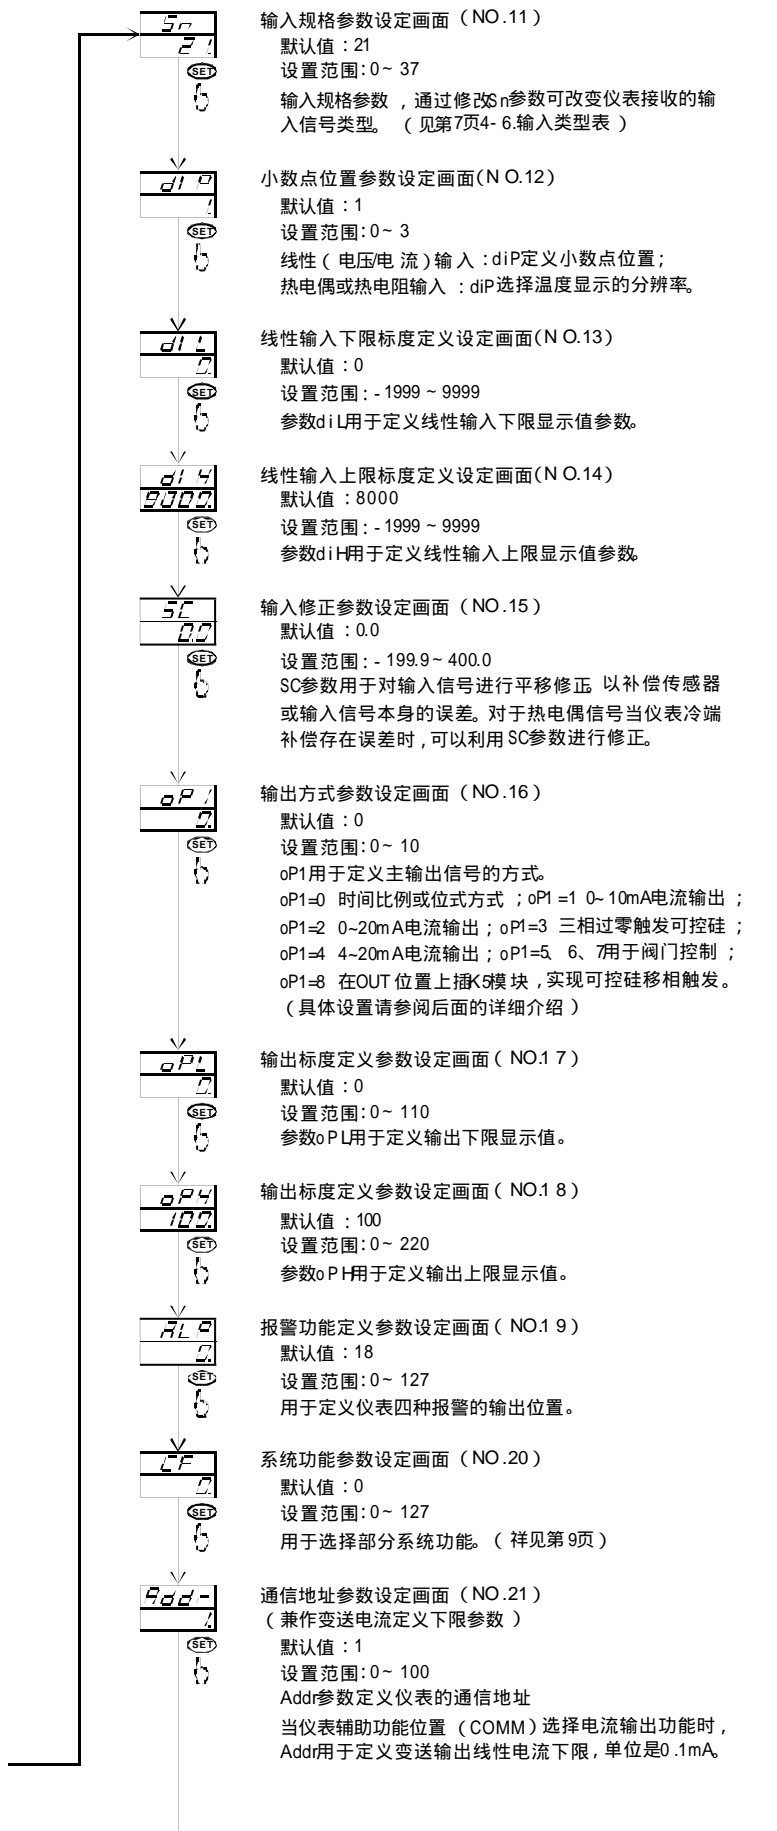 Sn
输入规格参数设定画面（NO.11）
21.
默认值：21
SET
设置范围:0~ 37
输入规格参数 ，通过修改Sn参数可改变仪表接收的输
入信号类型。（见第7页4- 6.输入类型表 ）
diP
小数点位置参数设定画面(N O.12)
1.
默认值：1
SET
设置范围:0~ 3
线性（ 电压/电 流 ）输 入 ：diP定义小数点位置；
热电偶或热电阻输入 ：diP选择温度显示的分辨率。
diL
线性输入下限标度定义设定画面(N O.13)
0.
默认值：0
SET
设置范围: - 1999 ~ 9999
参数diL用于定义线性输入下限显示值参数。
diH
线性输入上限标度定义设定画面(N O.14)
9000.
默认值：8000
SET
设置范围: - 1999 ~ 9999
参数diH用于定义线性输入上限显示值参数。
SC
输入修正参数设定画面（NO.15）
0.0
默认值：0.0
SET
设置范围: - 199.9 ~ 400.0
SC参数用于对输入信号进行平移修正 以补偿传感器
或输入信号本身的误差。对于热电偶信号当仪表冷端
补偿存在误差时，可以利用SC参数进行修正。
oP1
输出方式参数设定画面（NO.16）
0.
默认值：0
SET
设置范围:0~ 10
oP1用于定义主输出信号的方式。
oP1=0 时间比例或位式方式 ；oP1 =1 0~ 10mA电流输出 ；
oP1=2 0~20mA电流输出；oP1=3 三相过零触发可控硅 ；
oP1=4 4~20mA电流输出；oP1=5、6、7用于阀门控制 ；
oP1=8 在OUT 位置上插K5模 块 ，实现可控硅移相触发。
（具体设置请参阅后面的详细介绍 ）
oPL
输出标度定义参数设定画面（ NO.1 7）
0.
默认值：0
SET
设置范围:0~ 110
参数oPL用于定义输出下限显示值。
oPH
输出标度定义参数设定画面（ NO.1 8）
100.
默认值：100
SET
设置范围:0~ 220
参数oPH用于定义输出上限显示值。
ALP
报警功能定义参数设定画面（ NO.1 9）
0.
默认值：18
SET
设置范围:0~ 127
用于定义仪表四种报警的输出位置。
CF
系统功能参数设定画面（NO.20）
0.
默认值：0
SET
设置范围:0~ 127
用于选择部分系统功能。（ 祥见第9页）
Addr
通信地址参数设定画面（NO.21）
（兼作变送电流定义下限参数 ）
1.
默认值：1
SET
设置范围:0~ 100
Addr参数定义仪表的通信地址
当仪表辅助功能位置 （COMM）选择电流输出功能时，
Addr用于定义变送输出线性电流下限，单位是0 .1mA。